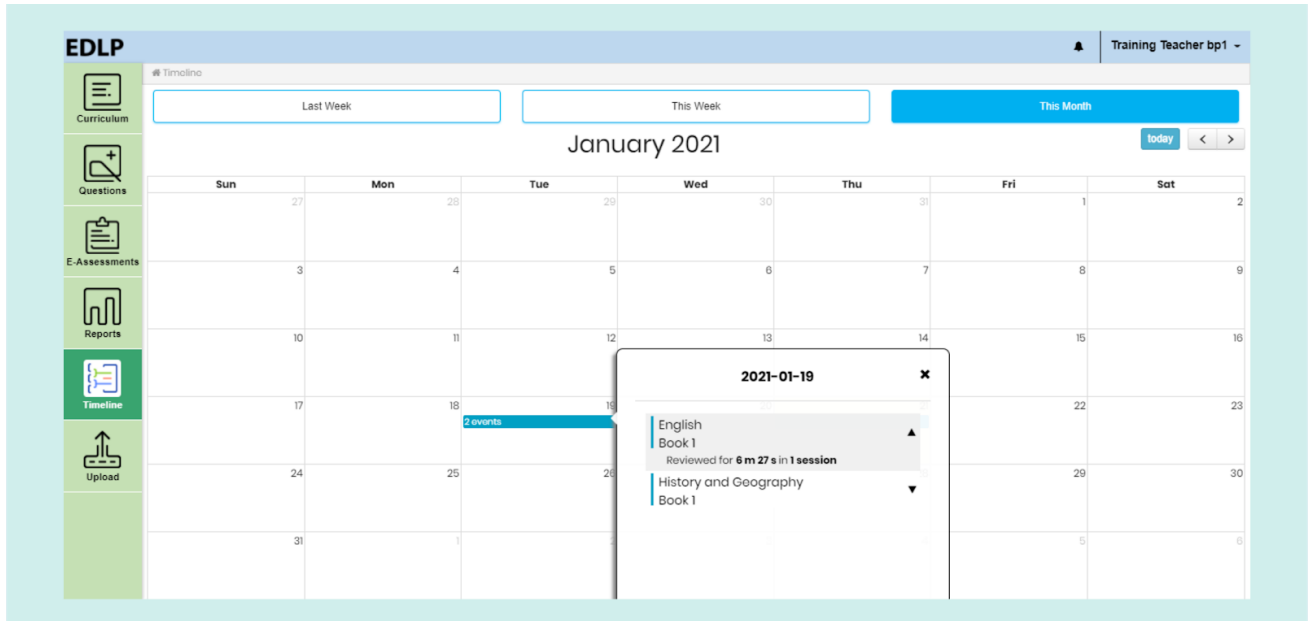 EDLP
Training Teacher bp1
Timeline
Curriculum
Last Week
This Week
This Month
January 2021
today
Questions
Sun Mon Tue Wed Thu Fri Sat
27 28 29 30 31 1 2
E-Assessments
3 4 5 6 7 8 9
Reports
10 11 12 13 14 15 16
2021-01-19
Timeline
17 18 19 20 21 22 23
2 events
English
Book 1
Reviewed for 6 m 27 s in 1 session
Upload
24 25 26 29 30
History and Geography
Book 1
31 1 2 5 6